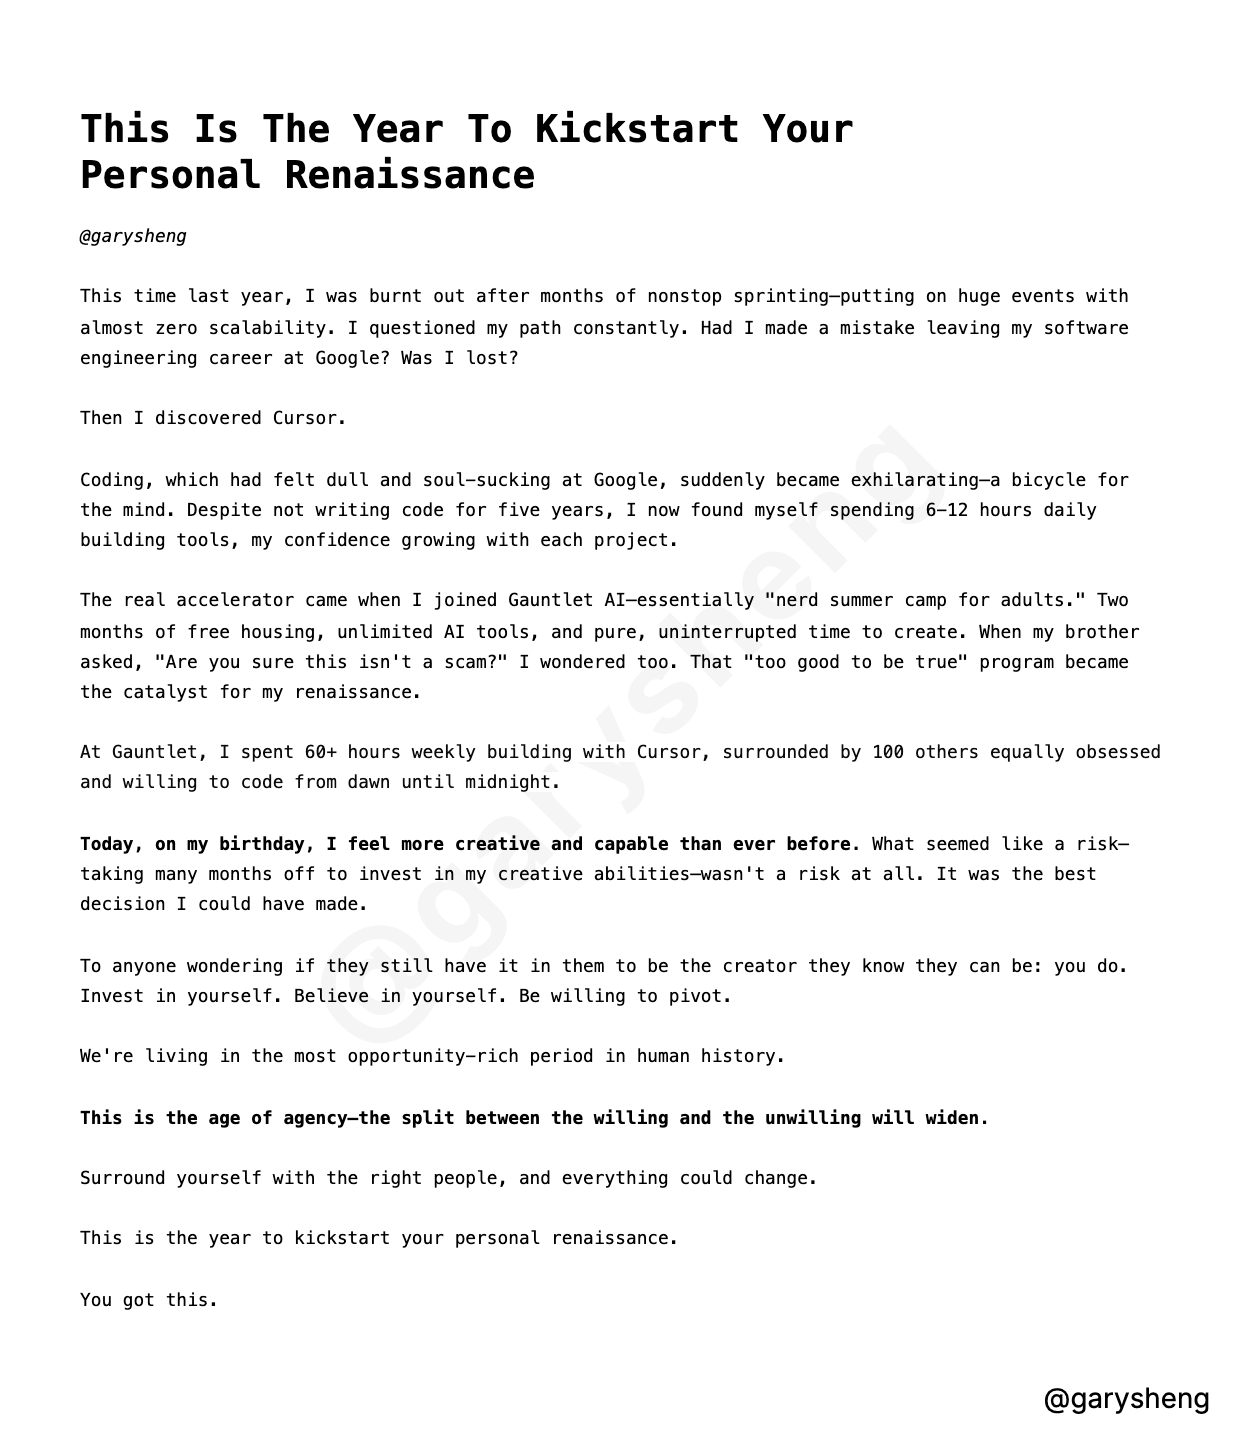 This Is The Year To Kickstart Your
Personal Renaissance
@garysheng
This time last year, I was burnt out after months of nonstop sprinting—putting on huge events with
almost zero scalability. I questioned my path constantly. Had I made a mistake leaving my software
engineering career at Google? Was I lost?
Then I discovered Cursor.
Coding, which had felt dull and soul-sucking at Google, suddenly became exhilarating—a bicycle for
the mind. Despite not writing code for five years, I now found myself spending 6-12 hours daily
building tools, my confidence growing with each project.
The real accelerator came when I joined Gauntlet AI—essentially "nerd summer camp for adults." Two
months of free housing, unlimited AI tools, and pure, uninterrupted time to create. When my brother
asked, "Are you sure this isn't a scam?" I wondered too. That "too good to be true" program became
the catalyst for my renaissance.
At Gauntlet, I spent 60+ hours weekly building with Cursor, surrounded by 100 others equally obsessed
and willing to code from dawn until midnight.
Today, on my birthday, I feel more creative and capable than ever before. What seemed like a risk—
taking many months off to invest in my creative abilities—wasn't a risk at all. It was the best
decision I could have made.
To anyone wondering if they still have it in them to be the creator they know they can be: you do.
Invest in yourself. Believe in yourself. Be willing to pivot.
We're living in the most opportunity-rich period in human history.
This is the age of agency—the split between the willing and the unwilling will widen.
Surround yourself with the right people, and everything could change.
This is the year to kickstart your personal renaissance.
You got this.
@garysheng
@garysheng